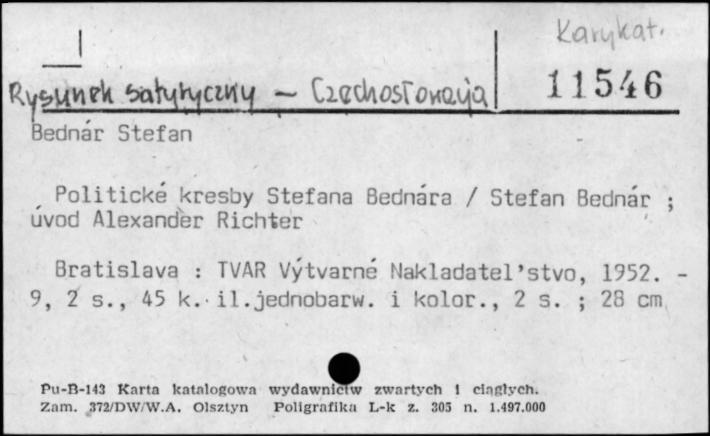 Karykat.
11546
Rysunek satyryczny – Czechosłowacja
Bednár Stefan
Politické kresby Stefana Bednára / Stefan Bednár ;
úvod Alexander Richter
Bratislava : TVAR Výtvarné Nakladatel'stvo, 1952. -
9, 2 s., 45 k. il.jednobarw. i kolor., 2 s. ; 28 cm
Pu-B-143 Karta katalogowa wydawnictw zwartych i ciągłych.
Zam. 372/DW/W.A. Olsztyn Poligrafika L-k z. 305 n. 1.497.000